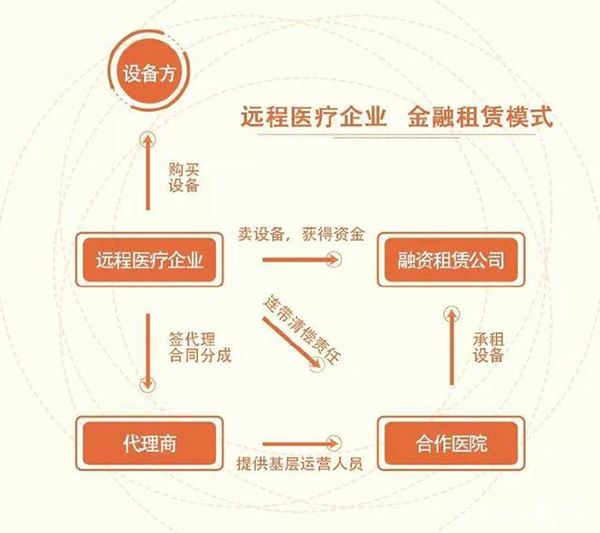 设备方
远程医疗企业 金融租赁模式
购买
设备
远程医疗企业
卖设备，获得资金
融资租赁公司
签代理
合同分成
连带清偿责任
承租
设备
代理商
提供基层运营人员
合作医院